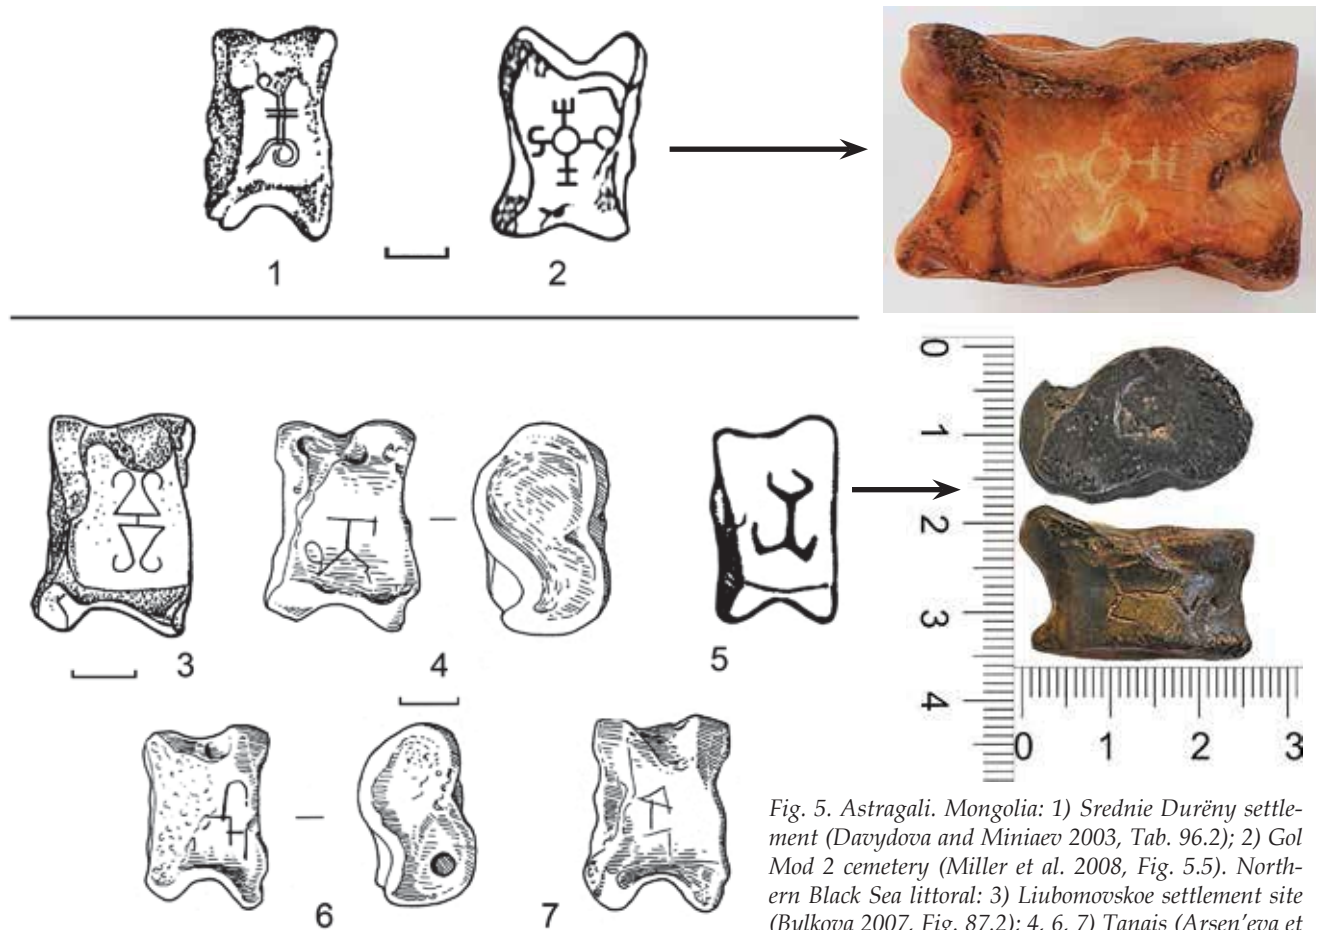 1
2
3
4
5
6
7
0
1
2
3
4
0 1 2 3
Fig. 5. Astragali. Mongolia: 1) Srednie Durëny settle-
ment (Davydova and Miniaev 2003, Tab. 96.2); 2) Gol
Mod 2 cemetery (Miller et al. 2008, Fig. 5.5). North-
ern Black Sea littoral: 3) Liubomovskoe settlement site
(Bulkova 2007, Fig. 87.2); 4, 6, 7) Tanais (Arsen'eva et